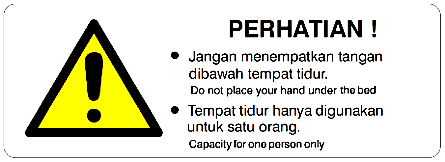 PERHATIAN !
• Jangan menempatkan tangan
dibawah tempat tidur.
Do not place your hand under the bed
• Tempat tidur hanya digunakan
untuk satu orang.
Capacity for one person only